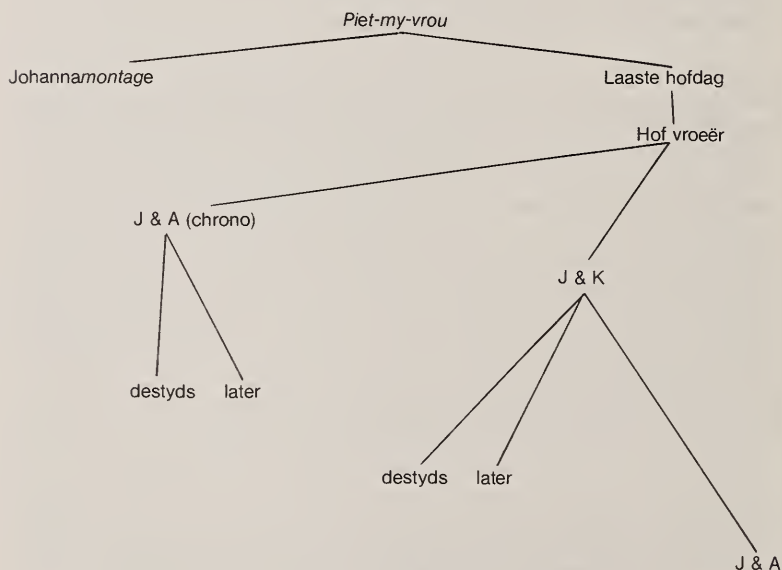 Piet-my-vrou
Johannamontage
Laaste hofdag
Hof vroeër
J & A (chrono)
J & K
destyds
later
destyds
later
J & A